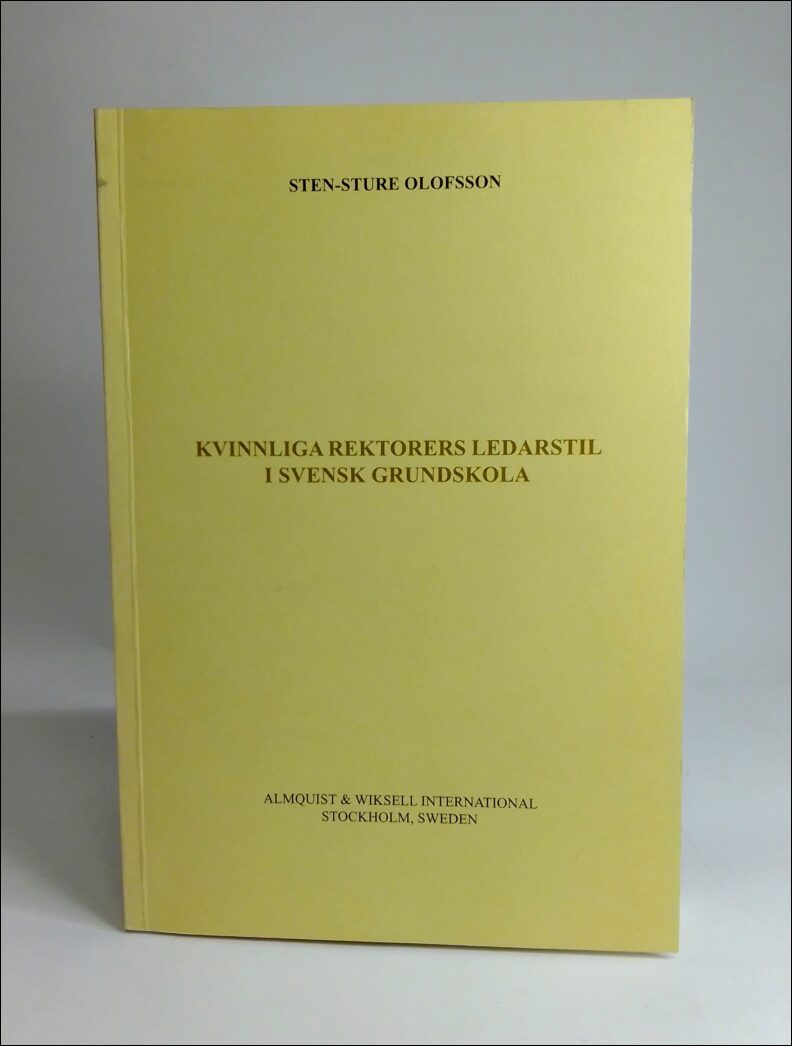 STEN-STURE OLOFSSON
KVINNLIGA REKTORERS LEDARSTIL
I SVENSK GRUNDSKOLA
ALMQUIST & WIKSELL INTERNATIONAL
STOCKHOLM, SWEDEN